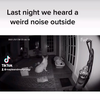 Last night we heard a
weird noise outside
TikTok